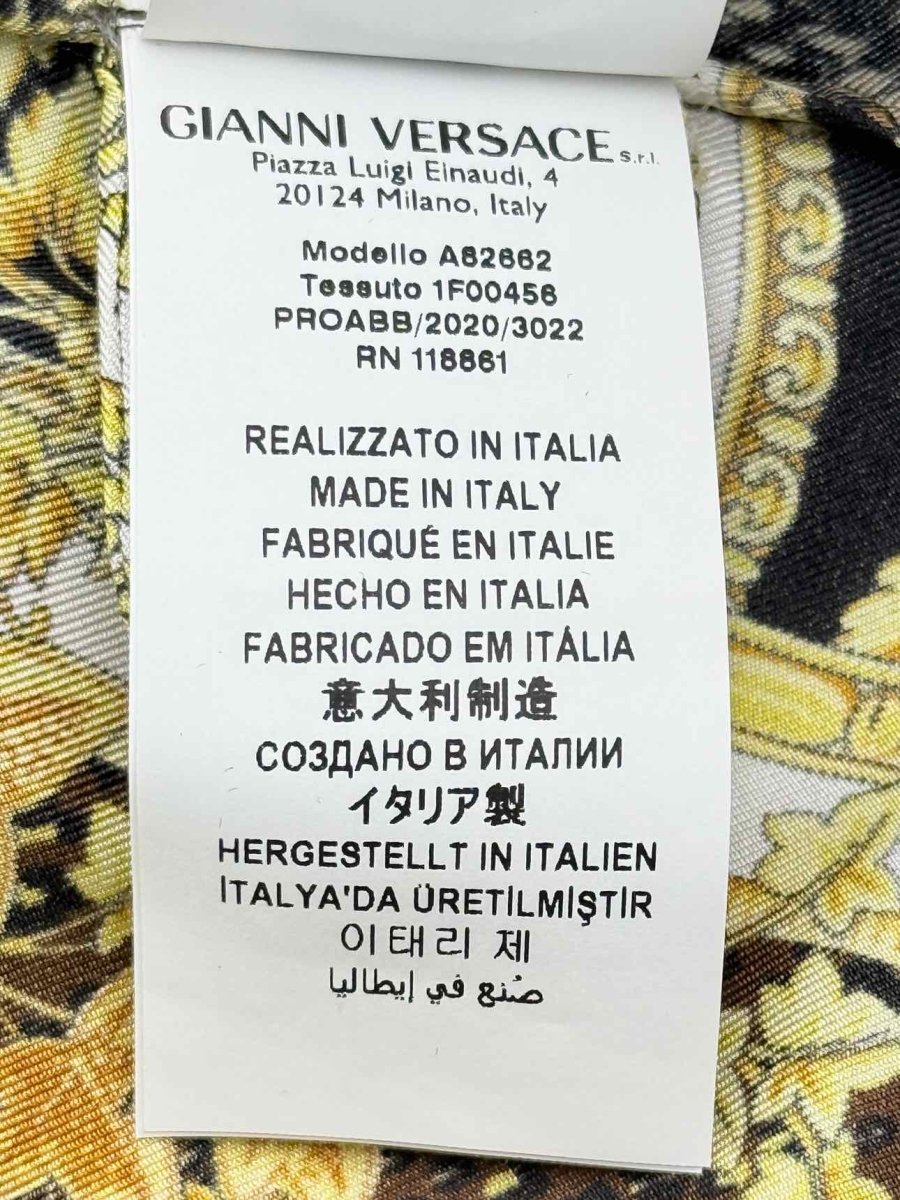 GIANNI VERSACE s.r.l.
Piazza Luigi Einaudi, 4
20124 Milano, Italy
Modello A82662
Tessuto 1F00456
PROABB/2020/3022
RN 118861
REALIZZATO IN ITALIA
MADE IN ITALY
FABRIQUÉ EN ITALIE
HECHO EN ITALIA
FABRICADO EM ITÁLIA
意大利制造
СОЗДАНО В ИТАЛИИ
イタリア製
HERGESTELLT IN ITALIEN
İTALYA'DA ÜRETİLMİŞTİR
이태리 제
صُنع في إيطاليا